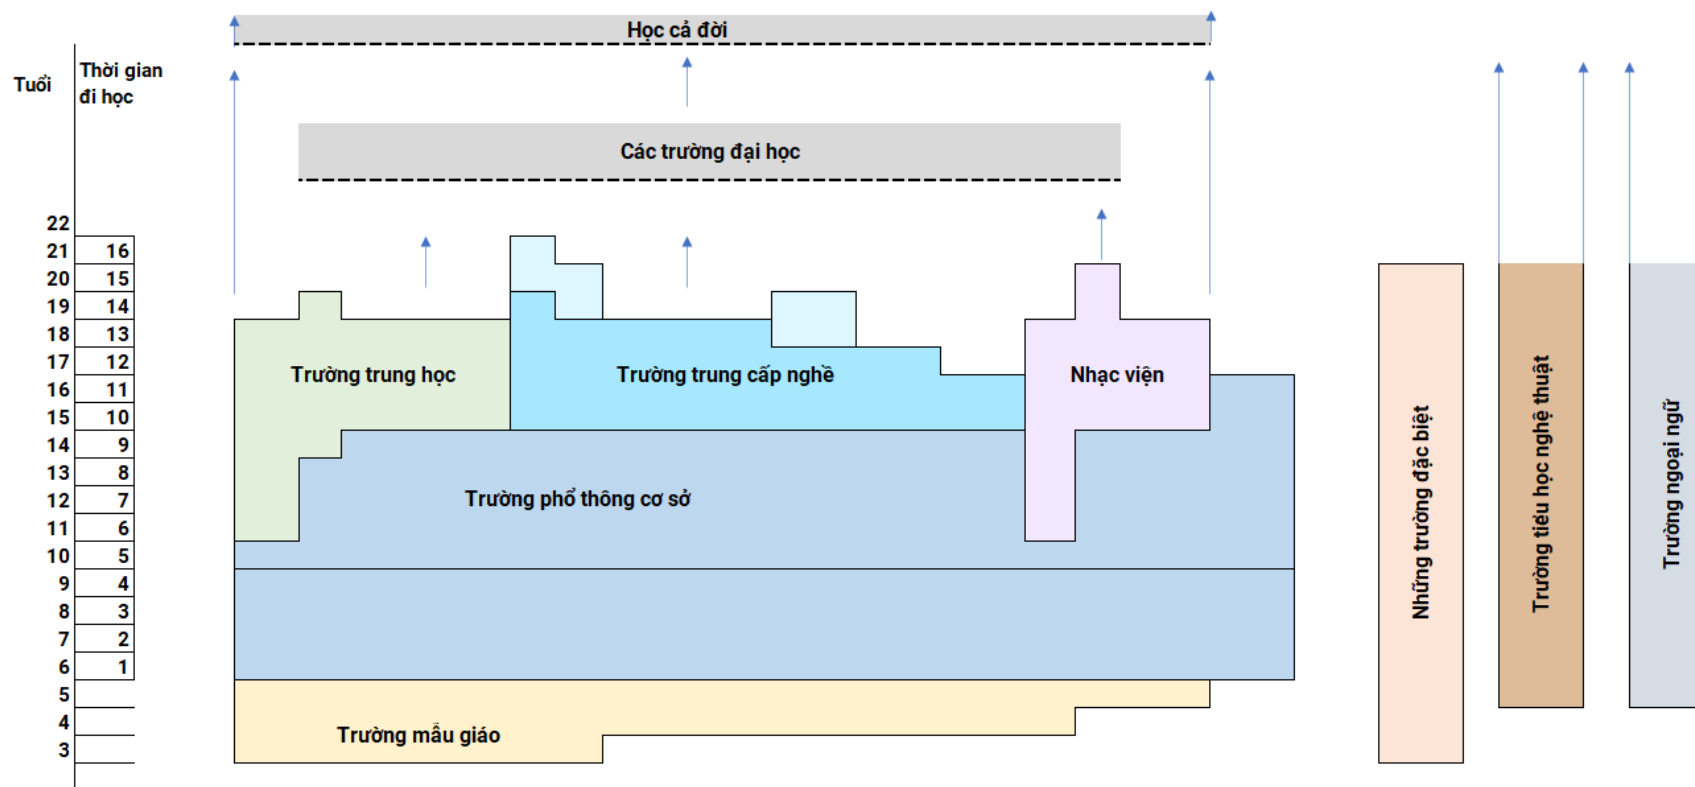 Học cả đời
Tuổi
Thời gian
đi học
Các trường đại học
22
21 16
20 15
19 14
18 13
17 12
16 11
15 10
14 9
13 8
12 7
11 6
10 5
9 4
8 3
7 2
6 1
5
4
3
Trường trung học
Trường trung cấp nghề
Nhạc viện
Trường phổ thông cơ sở
Trường mẫu giáo
Những trường đặc biệt
Trường tiểu học nghệ thuật
Trường ngoại ngữ